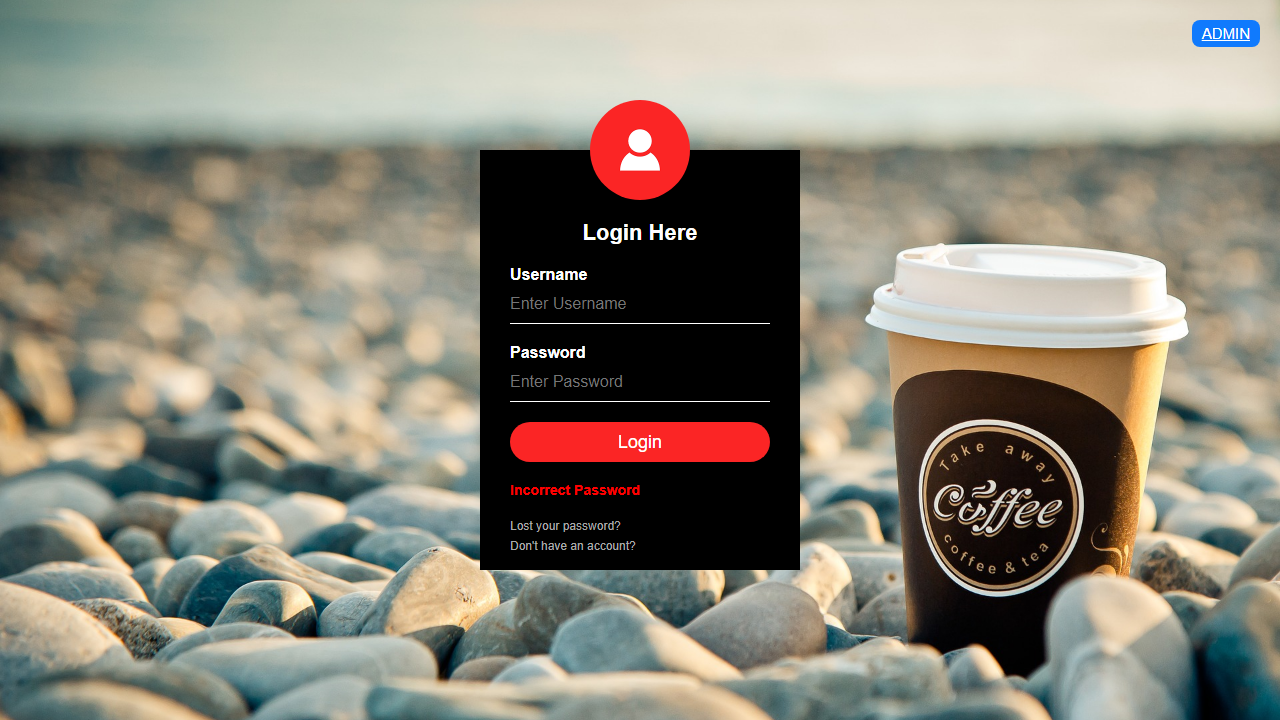 ADMIN
Login Here
Username
Enter Username
Password
Enter Password
Login
Incorrect Password
Lost your password?
Don't have an account?
Take away
Coffee
coffee & tea